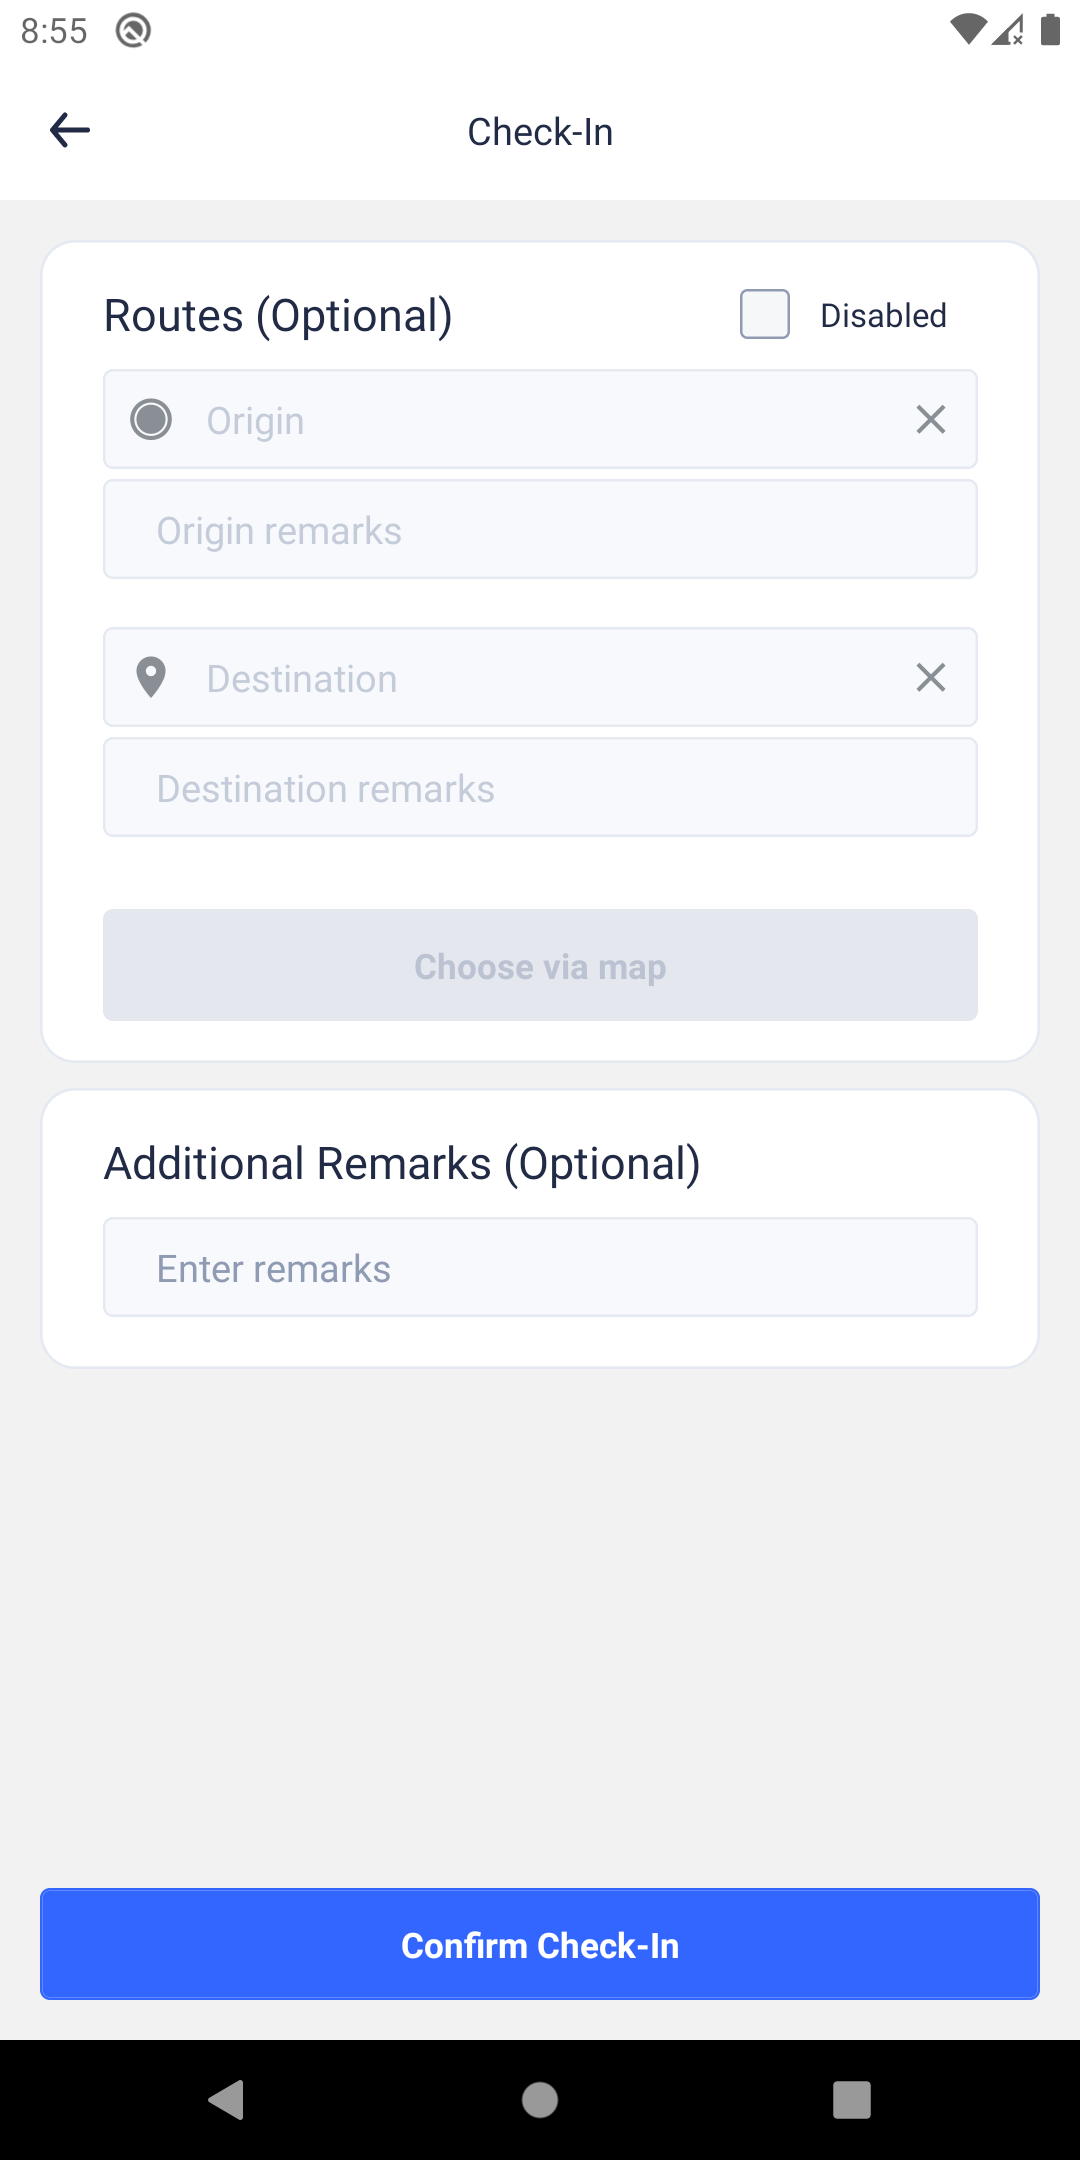 8:55
Check-In
Routes (Optional)
Disabled
Origin
Origin remarks
Destination
Destination remarks
Choose via map
Additional Remarks (Optional)
Enter remarks
Confirm Check-In